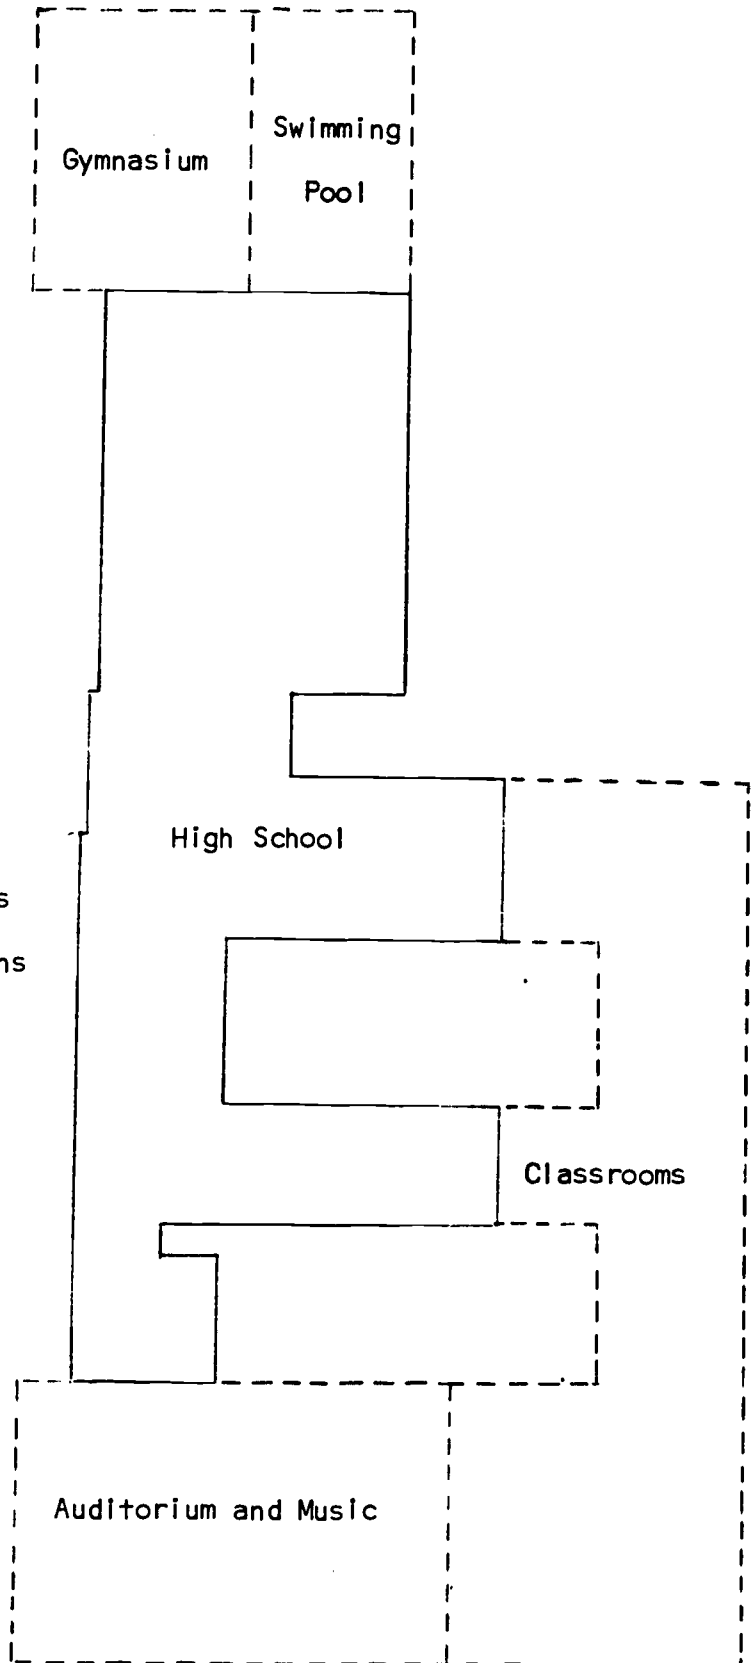 Gymnasium
Swimming
Pool
High School
Classrooms
Auditorium and Music